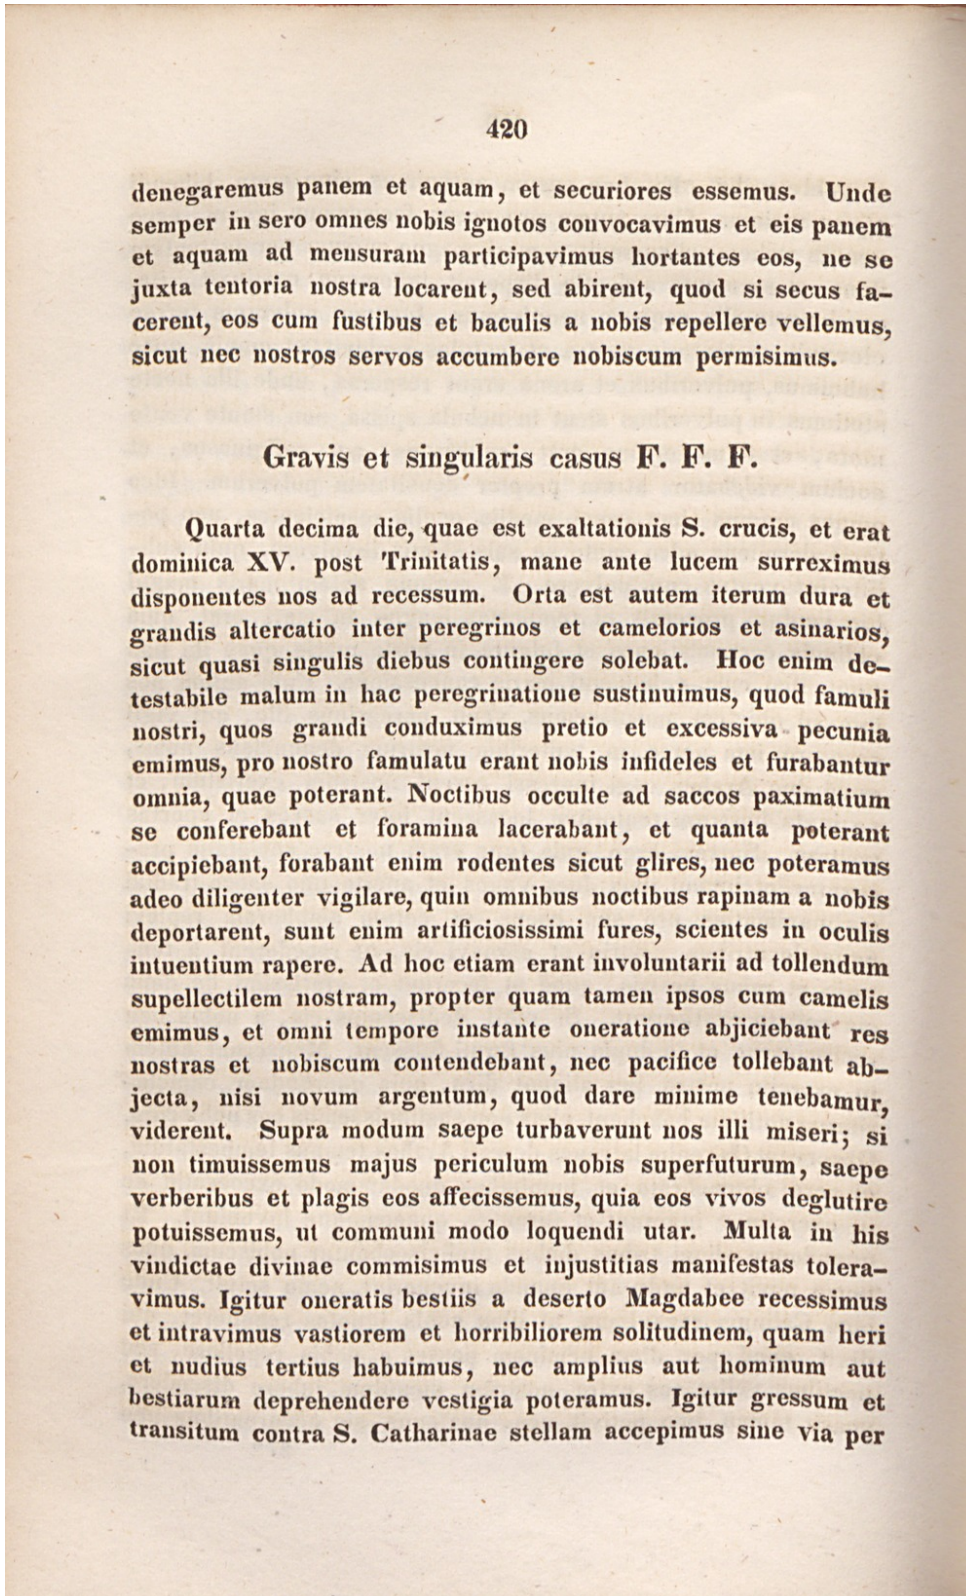 420
denegaremus panem et aquam, et securiores essemus. Unde
semper in sero omnes nobis ignotos convocavimus et eis panem
et aquam ad mensuram participavimus hortantes eos, ne se
juxta tentoria nostra locarent, sed abirent, quod si secus fa-
cerent, eos cum fustibus et baculis a nobis repellere vellemus,
sicut nec nostros servos accumbere nobiscum permisimus.
Gravis et singularis casus F. F. F.
Quarta decima die, quae est exaltationis S. crucis, et erat
dominica XV. post Trinitatis, mane ante lucem surreximus
disponentes nos ad recessum. Orta est autem iterum dura et
grandis altercatio inter peregrinos et camelorios et asinarios,
sicut quasi singulis diebus contingere solebat. Hoc enim de-
testabile malum in hac peregrinatione sustinuimus, quod famuli
nostri, quos grandi conduximus pretio et excessiva pecunia
emimus, pro nostro famulatu erant nobis infideles et furabantur
omnia, quae poterant. Noctibus occulte ad saccos paximatium
se conferebant et foramina lacerabant, et quanta poterant
accipiebant, forabant enim rodentes sicut glires, nec poteramus
adeo diligenter vigilare, quin omnibus noctibus rapinam a nobis
deportarent, sunt enim artificiosissimi fures, scientes in oculis
intuentium rapere. Ad hoc etiam erant involuntarii ad tollendum
supellectilem nostram, propter quam tamen ipsos cum camelis
emimus, et omni tempore instante oneratione abjiciebant res
nostras et nobiscum contendebant, nec pacifice tollebant ab-
jecta, nisi novum argentum, quod dare minime tenebamur,
viderent. Supra modum saepe turbaverunt nos illi miseri; si
non timuissemus majus periculum nobis superfuturum, saepe
verberibus et plagis eos affecissemus, quia eos vivos deglutire
potuissemus, ut communi modo loquendi utar. Multa in his
vindictae divinae commisimus et injustitias manifestas tolera-
vimus. Igitur oneratis bestiis a deserto Magdabee recessimus
et intravimus vastiorem et horribiliorem solitudinem, quam heri
et nudius tertius habuimus, nec amplius aut hominum aut
bestiarum deprehendere vestigia poteramus. Igitur gressum et
transitum contra S. Catharinae stellam accepimus sine via per